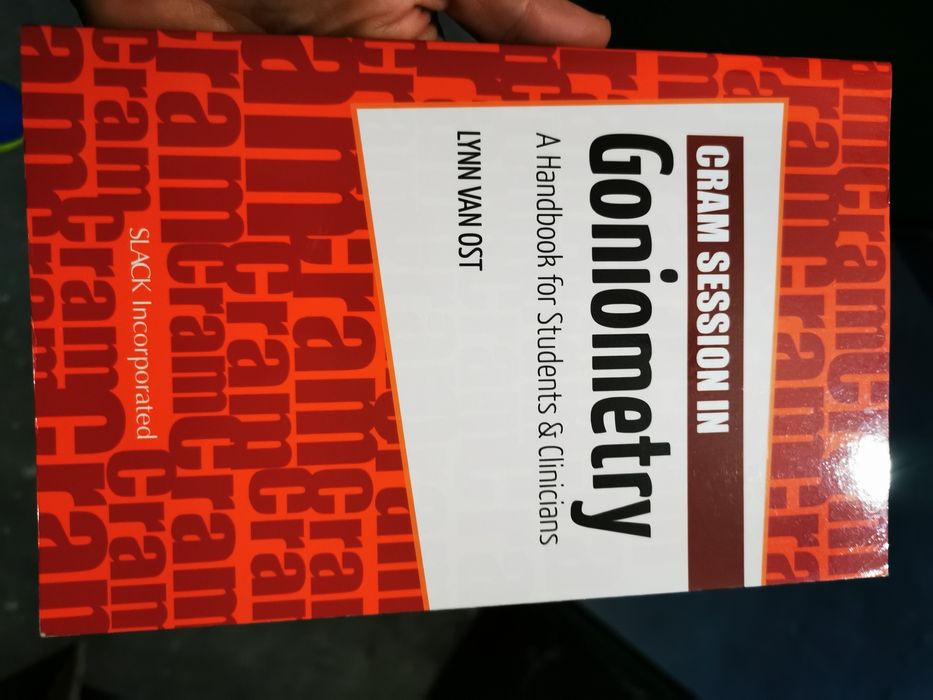 CRAM SESSION IN
Goniometry
A Handbook for Students & Clinicians
LYNN VAN OST
SLACK Incorporated